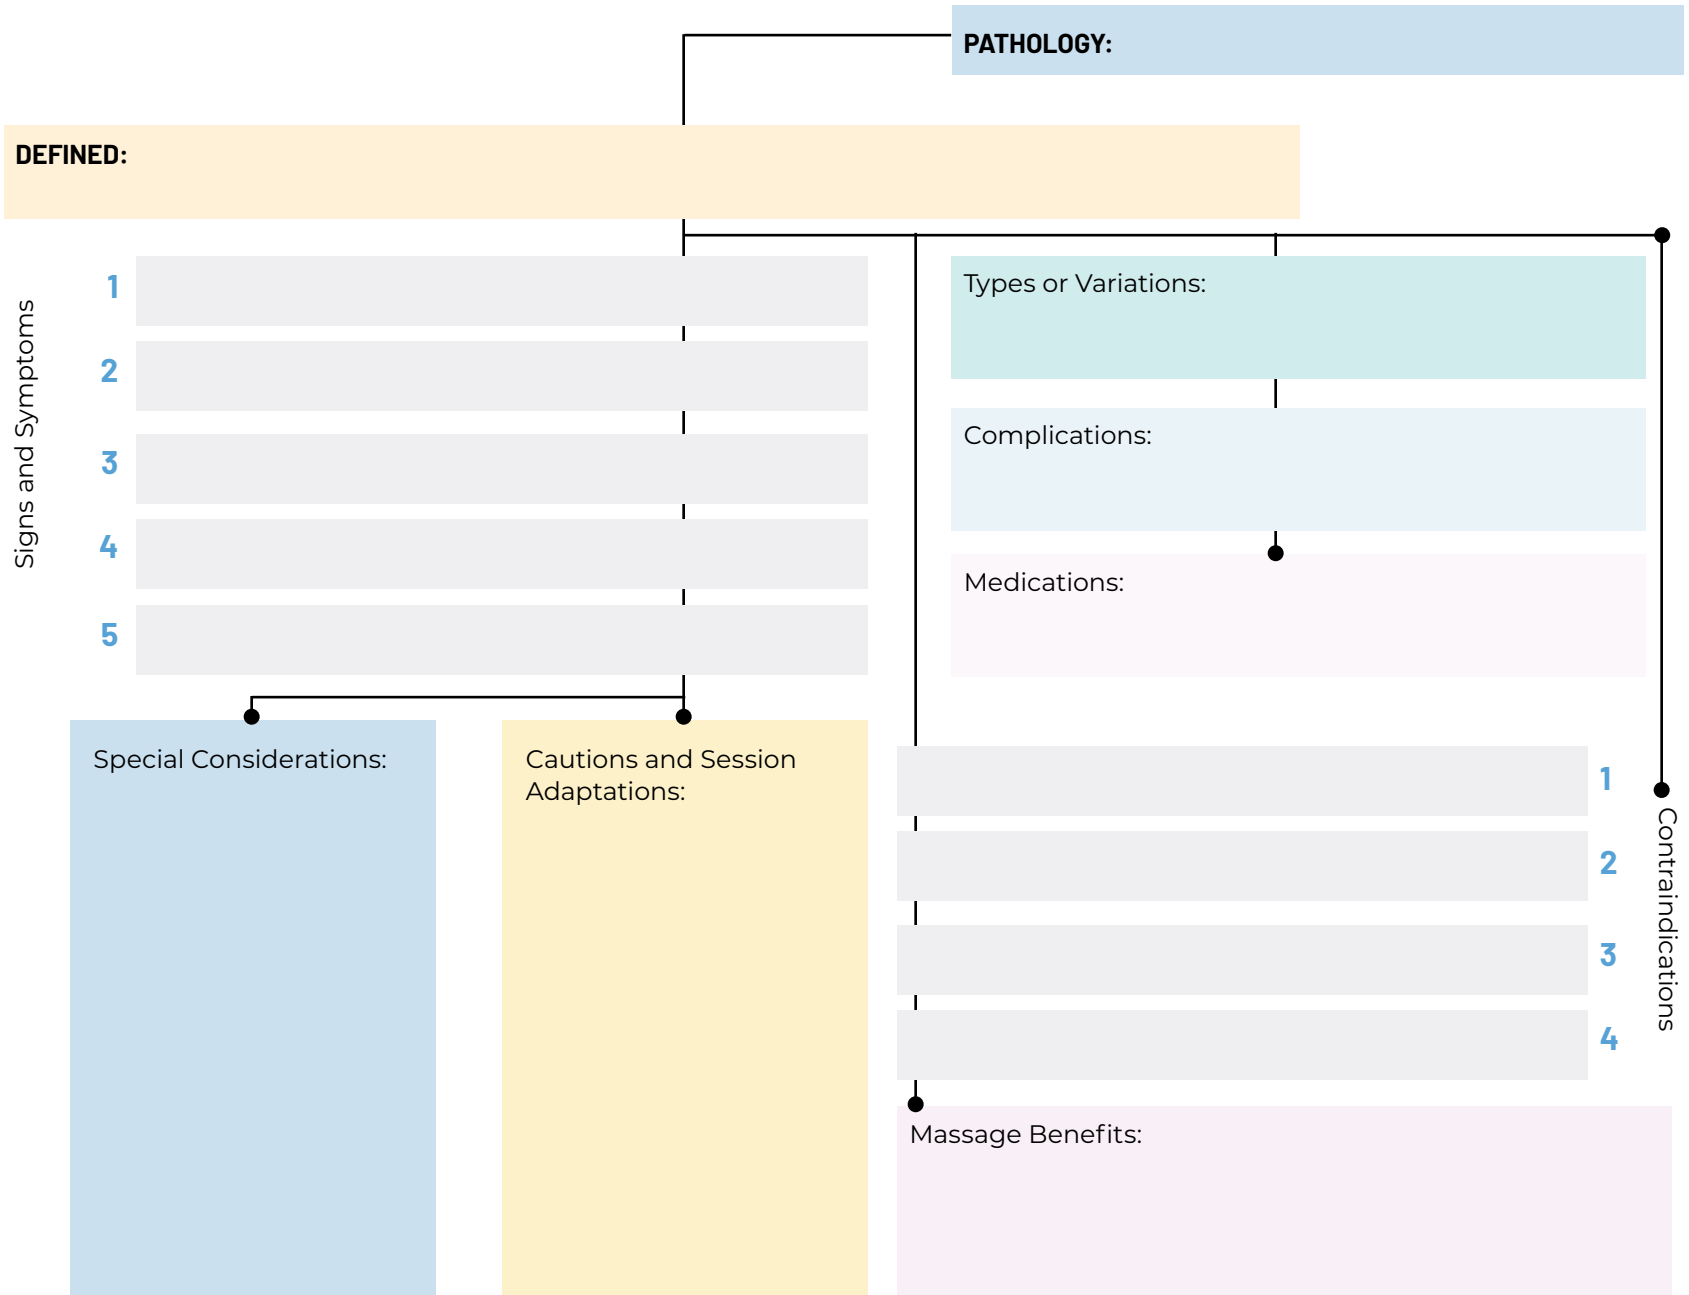 PATHOLOGY:
DEFINED:
Signs and Symptoms
1
2
3
4
5
Types or Variations:
Complications:
Medications:
Special Considerations:
Cautions and Session
Adaptations:
1
2
3
4
Contraindications
Massage Benefits: